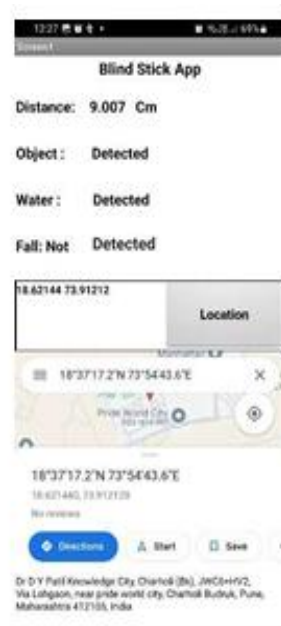 13:27
Screen1
Blind Stick App
Distance: 9.007 Cm
Object : Detected
Water : Detected
Fall: Not Detected
18.62144 73.91212
Location
18°37'17.2"N 73°54'43.6"E
Pride World City
18°37'17.2"N 73°54'43.6"E
18.621440, 73.912120
No reviews
Directions
Start
Save
Dr D Y Patil Knowledge City, Charholi (Bk), JWC6+HV2,
Via Lohgaon, near pride world city, Charholi Budruk, Pune,
Maharashtra 412105, India